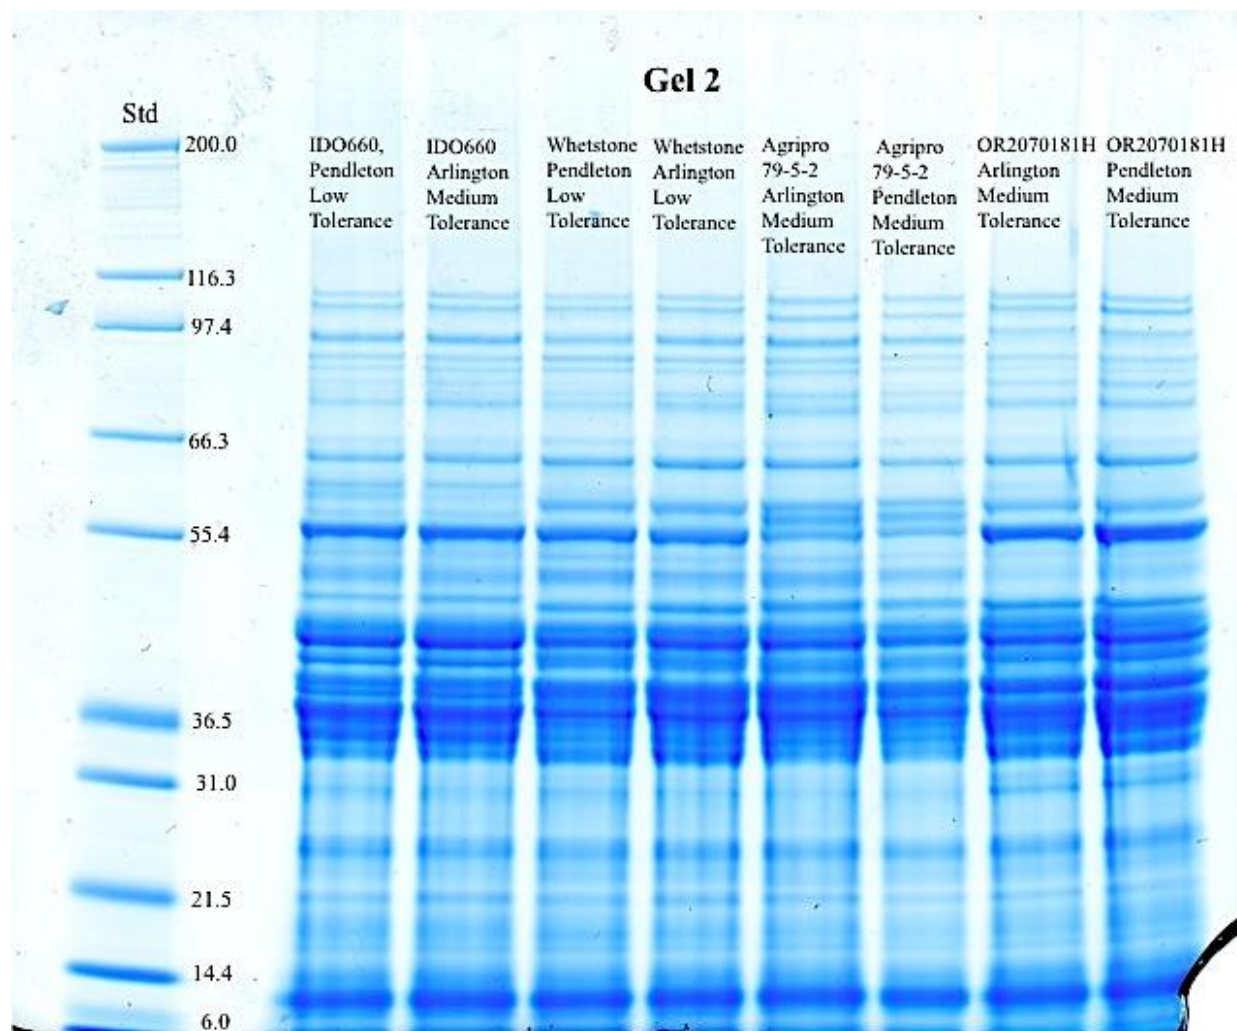 Gel 2
Std
200.0
116.3
97.4
66.3
55.4
36.5
31.0
21.5
14.4
6.0
IDO660,
Pendleton
Low
Tolerance
IDO660
Arlington
Medium
Tolerance
Whetstone
Pendleton
Low
Tolerance
Whetstone
Arlington
Low
Tolerance
Agripro
79-5-2
Arlington
Medium
Tolerance
Agripro
79-5-2
Pendleton
Medium
Tolerance
OR2070181H
Arlington
Medium
Tolerance
OR2070181H
Pendleton
Medium
Tolerance